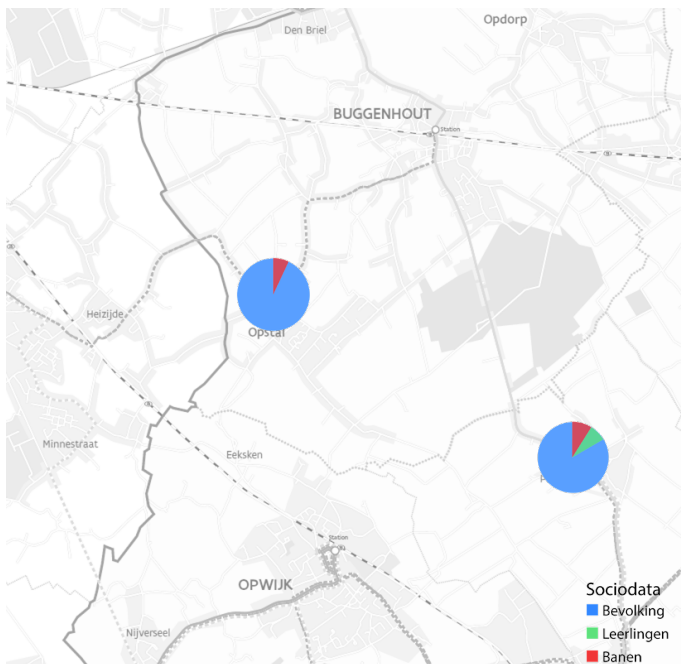 Opdorp
Den Briel
BUGGENHOUT
Station
Heizijde
Opstal
Minnestraat
Eeksken
P
Station
OPWIJK
Nijverseel
Sociodata
Bevolking
Leerlingen
Banen